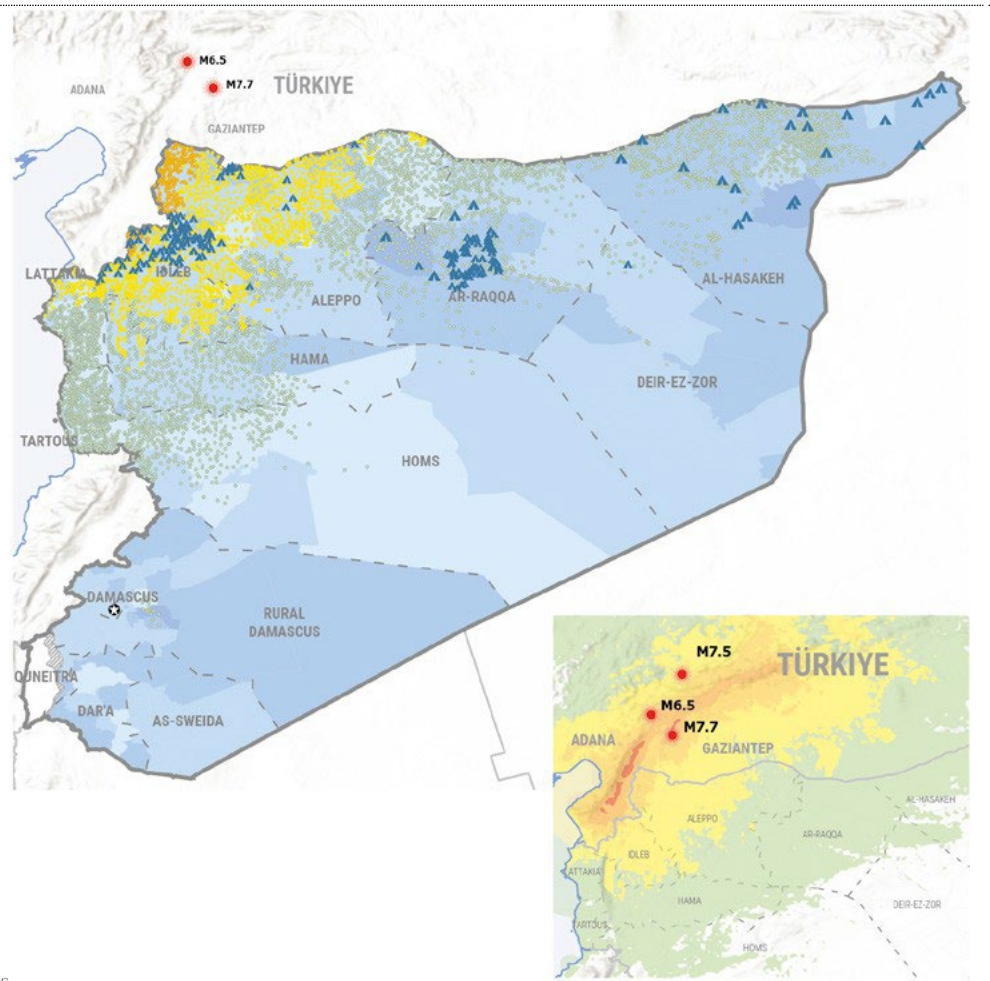 M6.5
M7.7
TÜRKIYE
ADANA
GAZIANTEP
LATTAKIA
IDLEB
ALEPPO
AR-RAQQA
AL-HASAKEH
HAMA
DEIR-EZ-ZOR
TARTOUS
HOMS
DAMASCUS
RURAL
DAMASCUS
QUNEITRA
DAR'A
AS-SWEIDA
M7.5
TÜRKIYE
M6.5
M7.7
ADANA
GAZIANTEP
AL-HASAKEH
ALEPPO
AR-RAQQA
IDLEB
ATTAKIA
HAMA
DEIR-EZ-ZOR
TARTOUS
HOMS